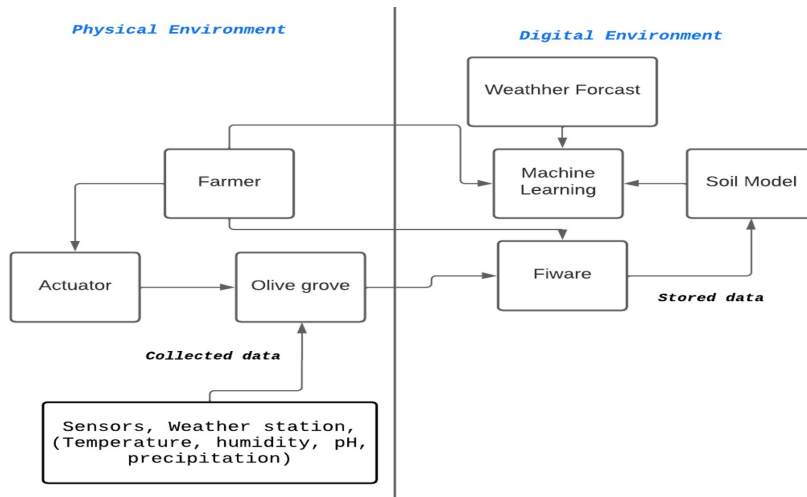 Physical Environment
Digital Environment
Weathher Forcast
Farmer
Machine
Learning
Soil Model
Actuator
Olive grove
Fiware
Stored data
Collected data
Sensors, Weather station,
(Temperature, humidity, pH,
precipitation)